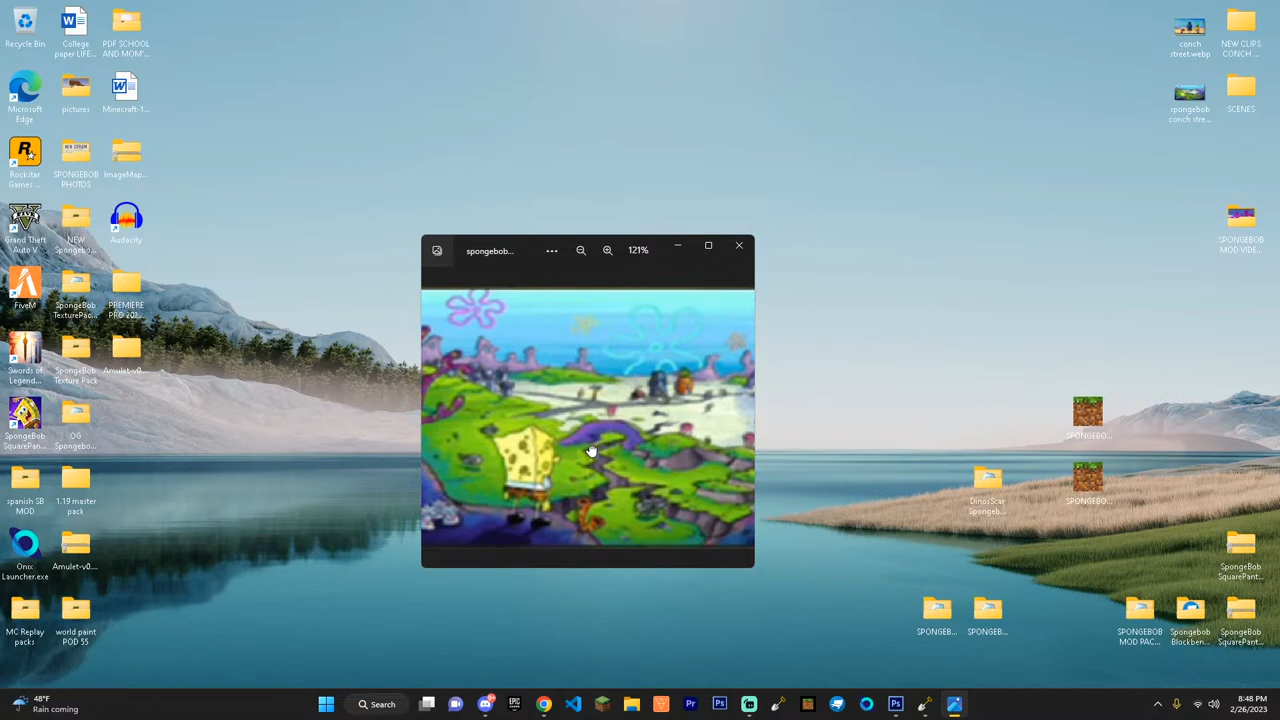 Recycle Bin
College
paper LIFE...
PDF SCHOOL
AND MOM'...
Microsoft
Edge
pictures
Minecraft-1...
Rockstar
Games ...
SPONGEBOB
PHOTOS
ImageMap...
Grand Theft
Auto V
NEW
Spongebo...
Audacity
FiveM
SpongeBob
TexturePac...
PREMIERE
PRO 202...
Swords of
Legend...
SpongeBob
Texture Pack
Amulet-v0....
SpongeBob
SquarePan...
OG
Spongebo...
spanish SB
MOD
1.19 master
pack
Onix
Launcher.exe
Amulet-v0....
MC Replay
packs
world paint
POD 55
spongebob...
121%
conch
street.webp
NEW CLIPS
CONCH ...
spongebob
conch stre...
SCENES
SPONGEBOB
MOD VIDE...
SPONGEBO...
DinosScar
Spongeb...
SPONGEBO...
SpongeBob
SquarePant...
SPONGEB...
SPONGEB...
SPONGEBOB
MOD PAC...
Spongebob
Blockben...
SpongeBob
SquarePant...
48°F
Rain coming
Search
8:48 PM
2/26/2023